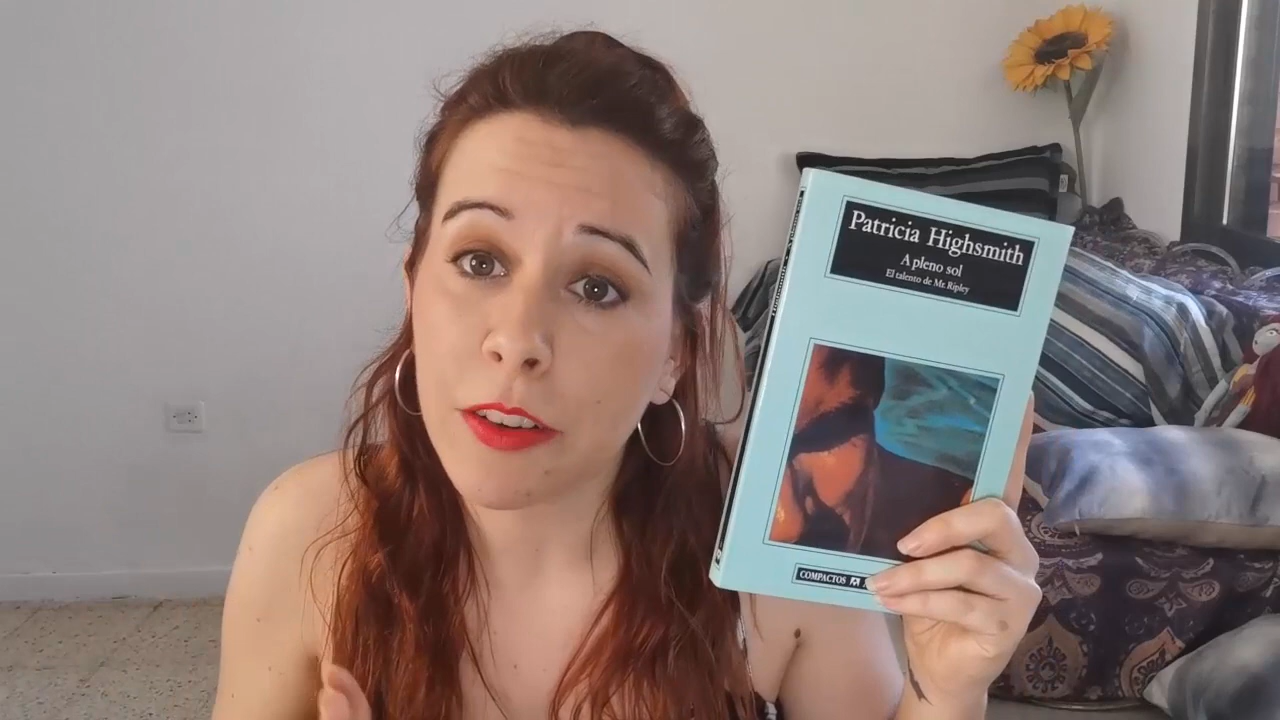 Patricia Highsmith
A pleno sol
El talento de Mr. Ripley
COMPACTOS